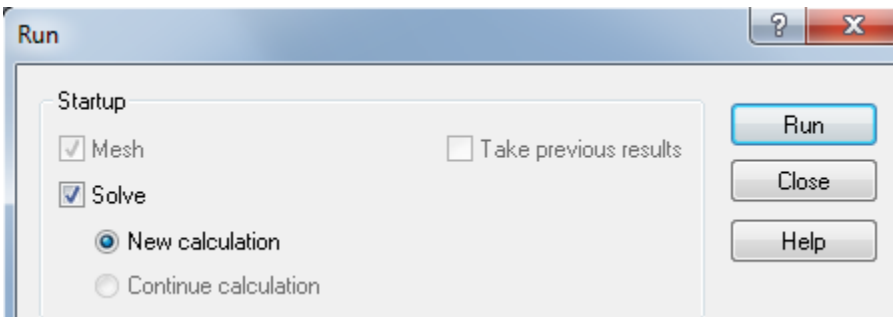 Run
Startup
Mesh
Take previous results
Solve
New calculation
Continue calculation
Run
Close
Help